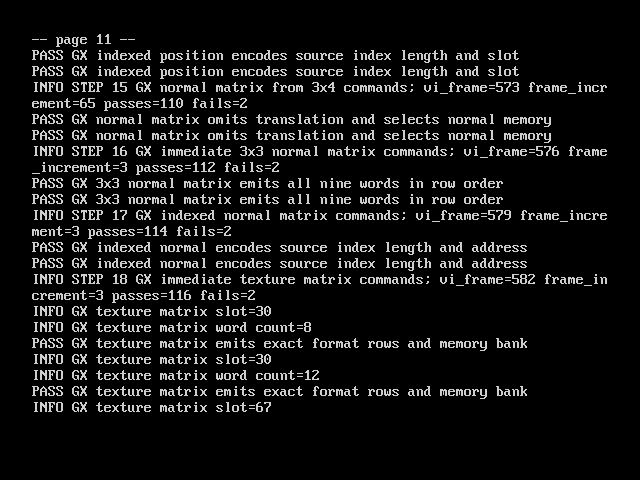 -- page 11 --
PASS GX indexed position encodes source index length and slot
PASS GX indexed position encodes source index length and slot
INFO STEP 15 GX normal matrix from 3x4 commands; vi_frame=573 frame_incr
ement=65 passes=110 fails=2
PASS GX normal matrix omits translation and selects normal memory
PASS GX normal matrix omits translation and selects normal memory
INFO STEP 16 GX immediate 3x3 normal matrix commands; vi_frame=576 frame
_increment=3 passes=112 fails=2
PASS GX 3x3 normal matrix emits all nine words in row order
PASS GX 3x3 normal matrix emits all nine words in row order
INFO STEP 17 GX indexed normal matrix commands; vi_frame=579 frame_incre
ment=3 passes=114 fails=2
PASS GX indexed normal encodes source index length and address
PASS GX indexed normal encodes source index length and address
INFO STEP 18 GX immediate texture matrix commands; vi_frame=582 frame_in
crement=3 passes=116 fails=2
INFO GX texture matrix slot=30
INFO GX texture matrix word count=8
PASS GX texture matrix emits exact format rows and memory bank
INFO GX texture matrix slot=30
INFO GX texture matrix word count=12
PASS GX texture matrix emits exact format rows and memory bank
INFO GX texture matrix slot=67